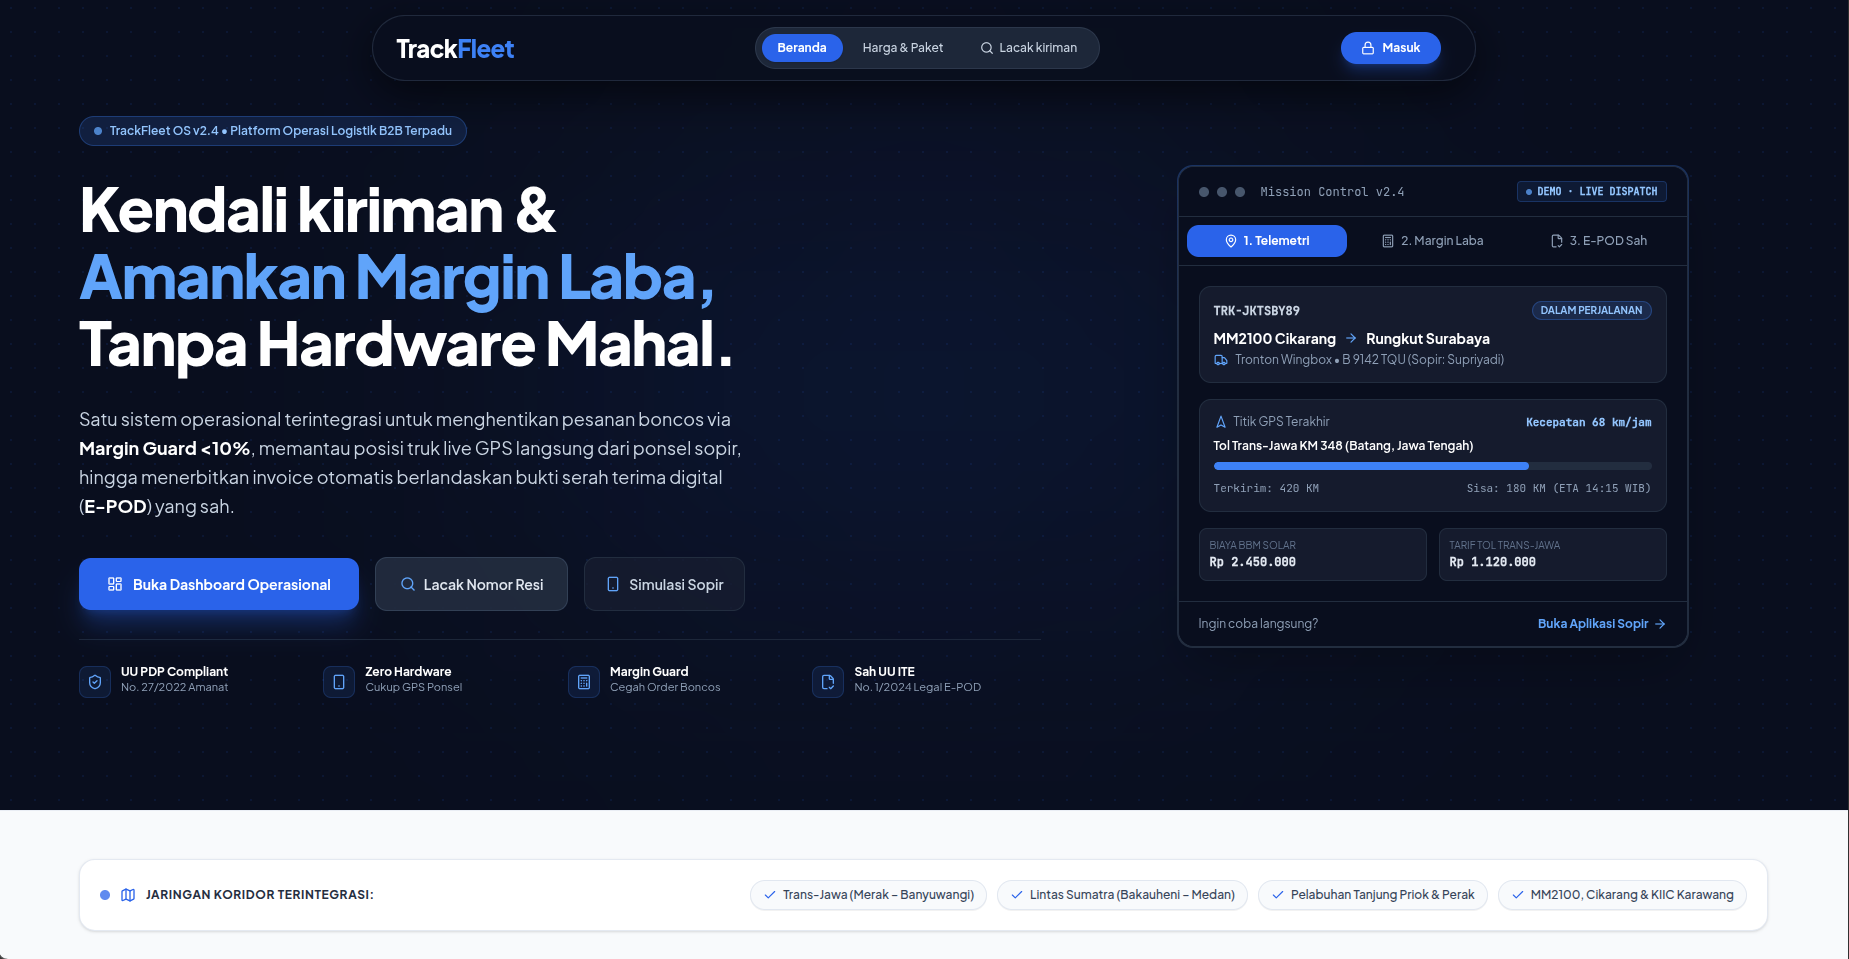 TrackFleet
Beranda
Harga & Paket
Lacak kiriman
Masuk
TrackFleet OS v2.4 • Platform Operasi Logistik B2B Terpadu
Kendali kiriman &
Amankan Margin Laba,
Tanpa Hardware Mahal.
Satu sistem operasional terintegrasi untuk menghentikan pesanan boncos via
Margin Guard <10%, memantau posisi truk live GPS langsung dari ponsel sopir,
hingga menerbitkan invoice otomatis berlandaskan bukti serah terima digital
(E-POD) yang sah.
Buka Dashboard Operasional
Lacak Nomor Resi
Simulasi Sopir
UU PDP Compliant
No. 27/2022 Amanat
Zero Hardware
Cukup GPS Ponsel
Margin Guard
Cegah Order Boncos
Sah UU ITE
No. 1/2024 Legal E-POD
Mission Control v2.4
DEMO · LIVE DISPATCH
1. Telemetri
2. Margin Laba
3. E-POD Sah
TRK-JKTSBY89
DALAM PERJALANAN
MM2100 Cikarang → Rungkut Surabaya
Tronton Wingbox • B 9142 TQU (Sopir: Supriyadi)
Titik GPS Terakhir
Kecepatan 68 km/jam
Tol Trans-Jawa KM 348 (Batang, Jawa Tengah)
Terkirim: 420 KM
Sisa: 180 KM (ETA 14:15 WIB)
BIAYA BBM SOLAR
Rp 2.450.000
TARIF TOL TRANS-JAWA
Rp 1.120.000
Ingin coba langsung?
Buka Aplikasi Sopir →
JARINGAN KORIDOR TERINTEGRASI:
Trans-Jawa (Merak – Banyuwangi)
Lintas Sumatra (Bakauheni – Medan)
Pelabuhan Tanjung Priok & Perak
MM2100, Cikarang & KIIC Karawang